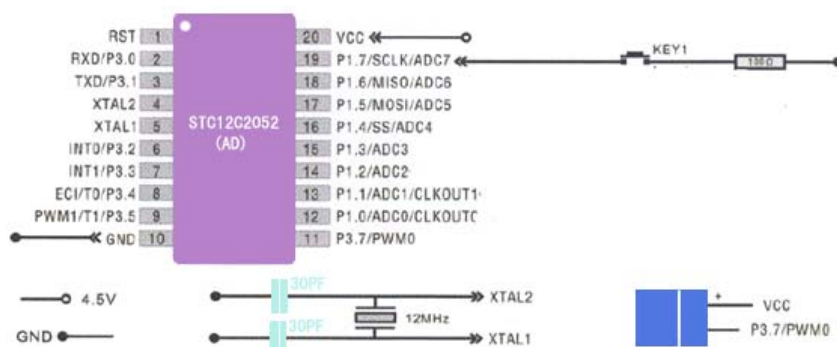 RST 1
RXD/P3.0 2
TXD/P3.1 3
XTAL2 4
XTAL1 5
INT0/P3.2 6
INT1/P3.3 7
ECI/T0/P3.4 8
PWM1/T1/P3.5 9
GND 10
STC12C2052
(AD)
20 VCC
19 P1.7/SCLK/ADC7
18 P1.6/MISO/ADC6
17 P1.5/MOSI/ADC5
16 P1.4/SS/ADC4
15 P1.3/ADC3
14 P1.2/ADC2
13 P1.1/ADC1/CLKOUT1
12 P1.0/ADC0/CLKOUT0
11 P3.7/PWM0
KEY1
4.5V
GND
30PF
XTAL2
12MHz
30PF
XTAL1
+
VCC
P3.7/PWM0